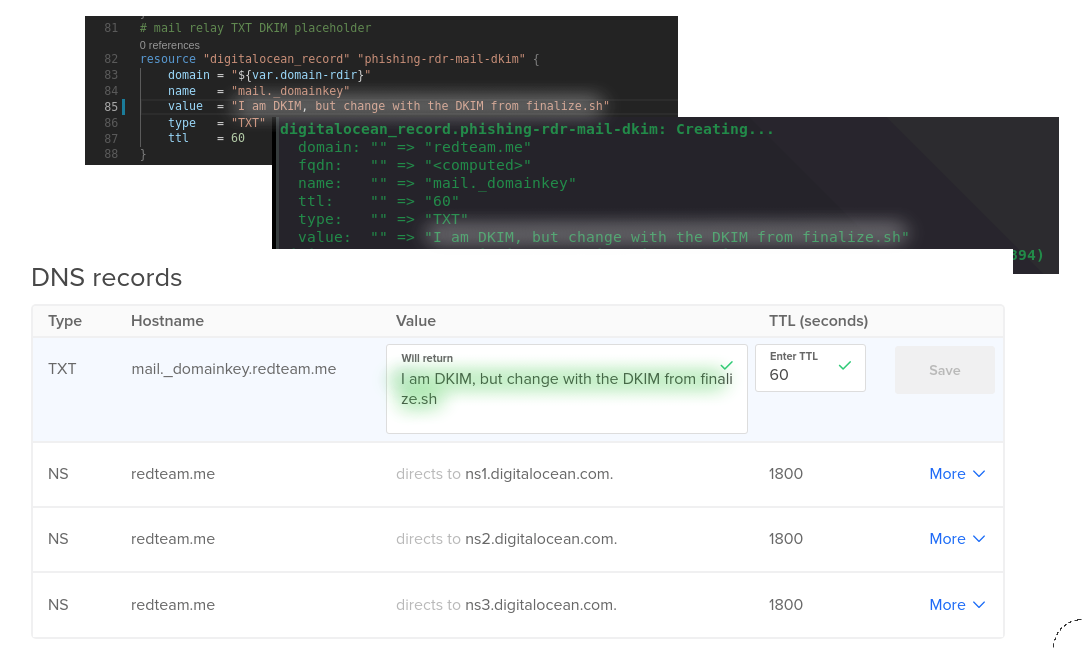 81 # mail relay TXT DKIM placeholder
0 references
82 resource "digitalocean_record" "phishing-rdr-mail-dkim" {
83 domain = "${var.domain-rdir}"
84 name = "mail._domainkey"
85 value = "I am DKIM, but change with the DKIM from finalize.sh"
86 type = "TXT"
87 ttl = 60
88 }
digitalocean_record.phishing-rdr-mail-dkim: Creating...
domain: "" => "redteam.me"
fqdn: "" => "<computed>"
name: "" => "mail._domainkey"
ttl: "" => "60"
type: "" => "TXT"
value: "" => "I am DKIM, but change with the DKIM from finalize.sh"
394)
DNS records
Type Hostname Value TTL (seconds)
Will return Enter TTL
TXT mail._domainkey.redteam.me I am DKIM, but change with the DKIM from finali 60 Save
ze.sh
NS redteam.me directs to ns1.digitalocean.com. 1800 More
NS redteam.me directs to ns2.digitalocean.com. 1800 More
NS redteam.me directs to ns3.digitalocean.com. 1800 More